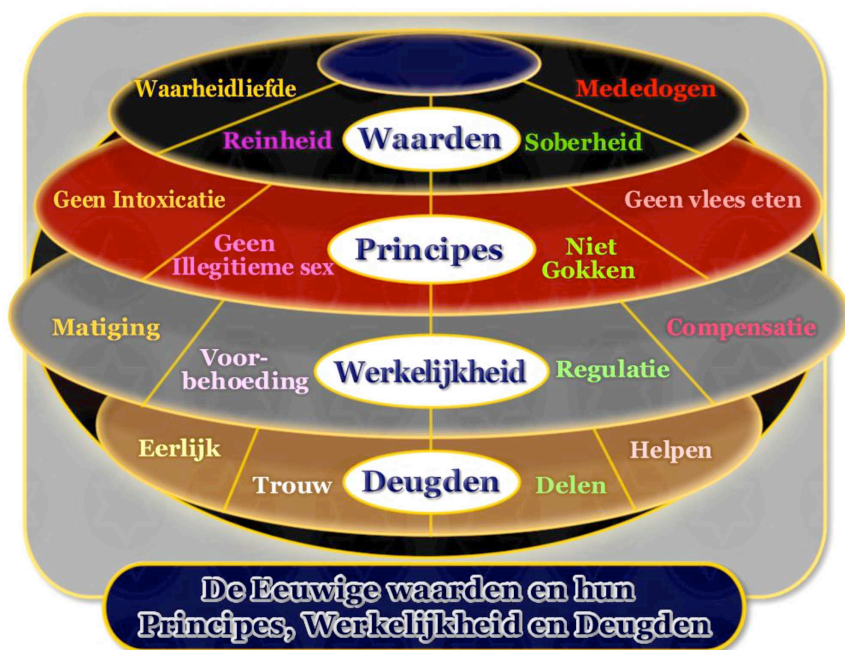 Waarheidliefde
Mededogen
Reinheid
Waarden
Soberheid
Geen Intoxicatie
Geen vlees eten
Geen
Illegitieme sex
Principes
Niet
Gokken
Matiging
Compensatie
Voor-
behoeding
Werkelijkheid
Regulatie
Eerlijk
Helpen
Trouw
Deugden
Delen
De Eeuwige waarden en hun
Principes, Werkelijkheid en Deugden